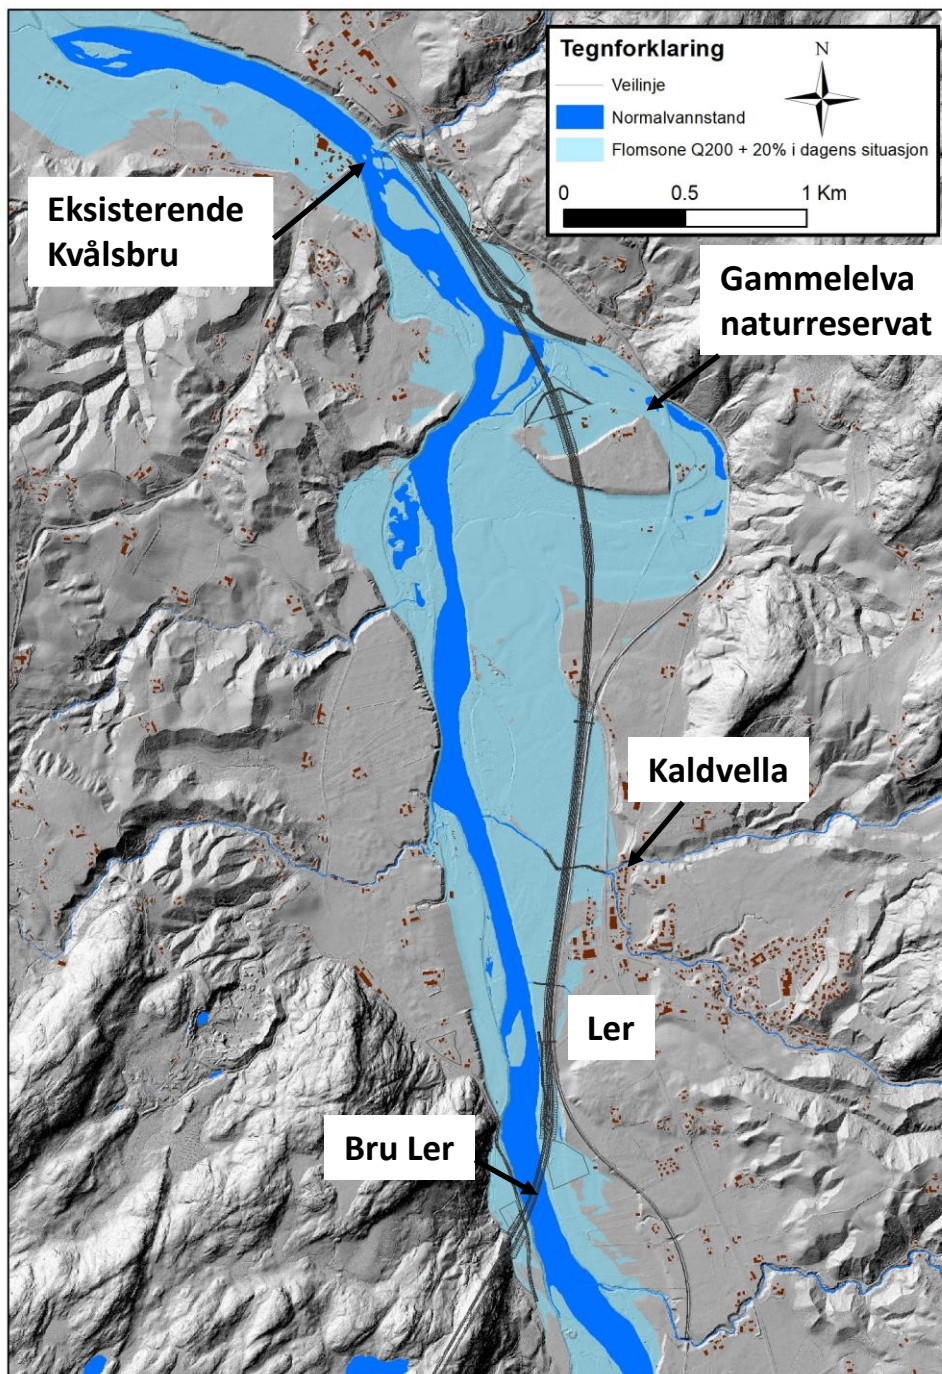 Tegnforklaring
N
Veilinje
Normalvannstand
Flomsone Q200 + 20% i dagens situasjon
0 0.5 1 Km
Eksisterende
Kvålsbru
Gammelelva
naturreservat
Kaldvella
Ler
Bru Ler